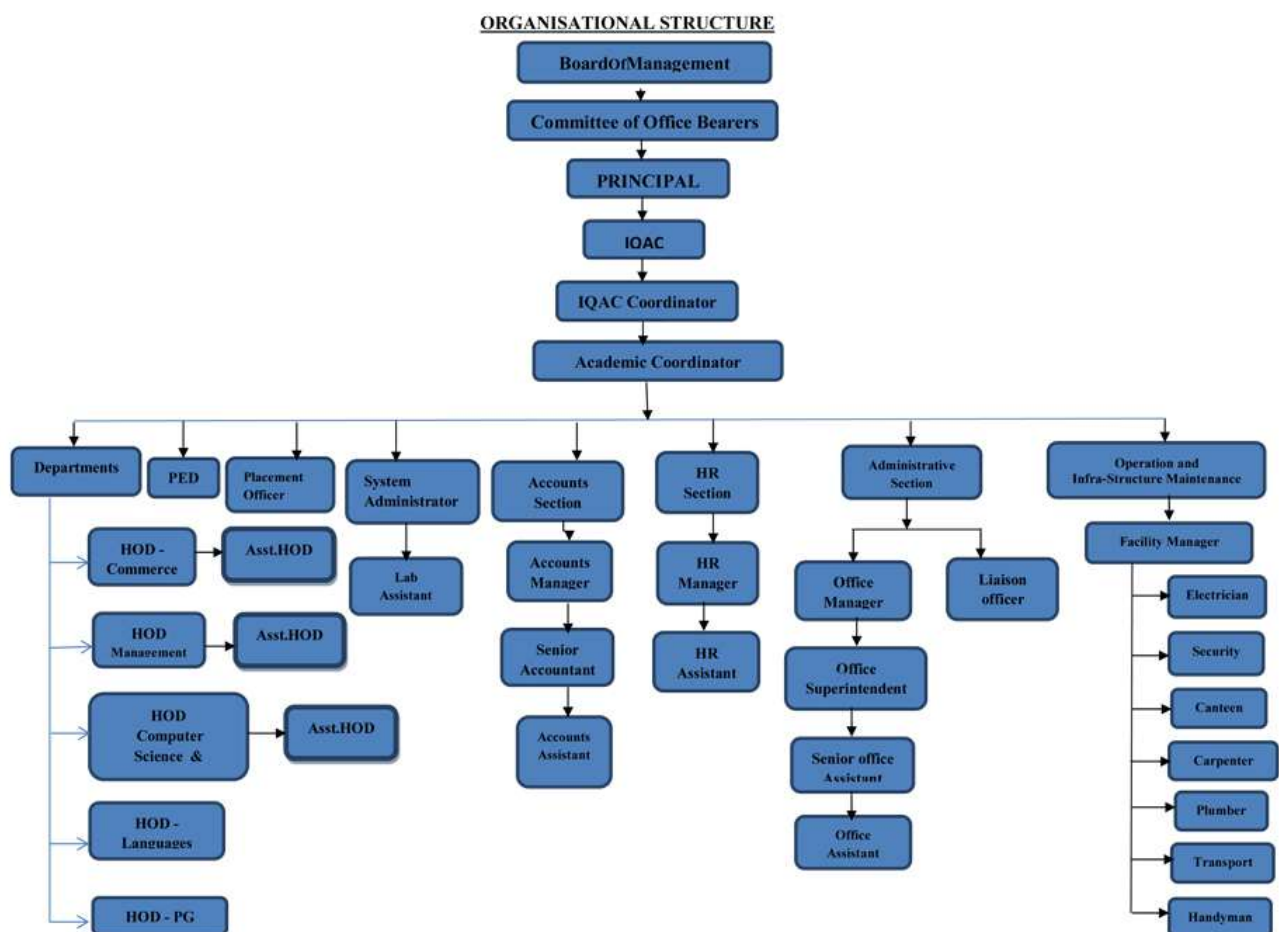 ORGANISATIONAL STRUCTURE
BoardOfManagement
Committee of Office Bearers
PRINCIPAL
IQAC
IQAC Coordinator
Academic Coordinator
Departments
PED
Placement
Officer
System
Administrator
Accounts
Section
HR
Section
Administrative
Section
Operation and
Infra-Structure Maintenance
HOD -
Commerce
Asst.HOD
HOD
Management
Asst.HOD
HOD
Computer
Science &
Asst.HOD
HOD -
Languages
HOD - PG
Lab
Assistant
Accounts
Manager
Senior
Accountant
Accounts
Assistant
HR
Manager
HR
Assistant
Office
Manager
Liaison
officer
Office
Superintendent
Senior office
Assistant
Office
Assistant
Facility Manager
Electrician
Security
Canteen
Carpenter
Plumber
Transport
Handyman